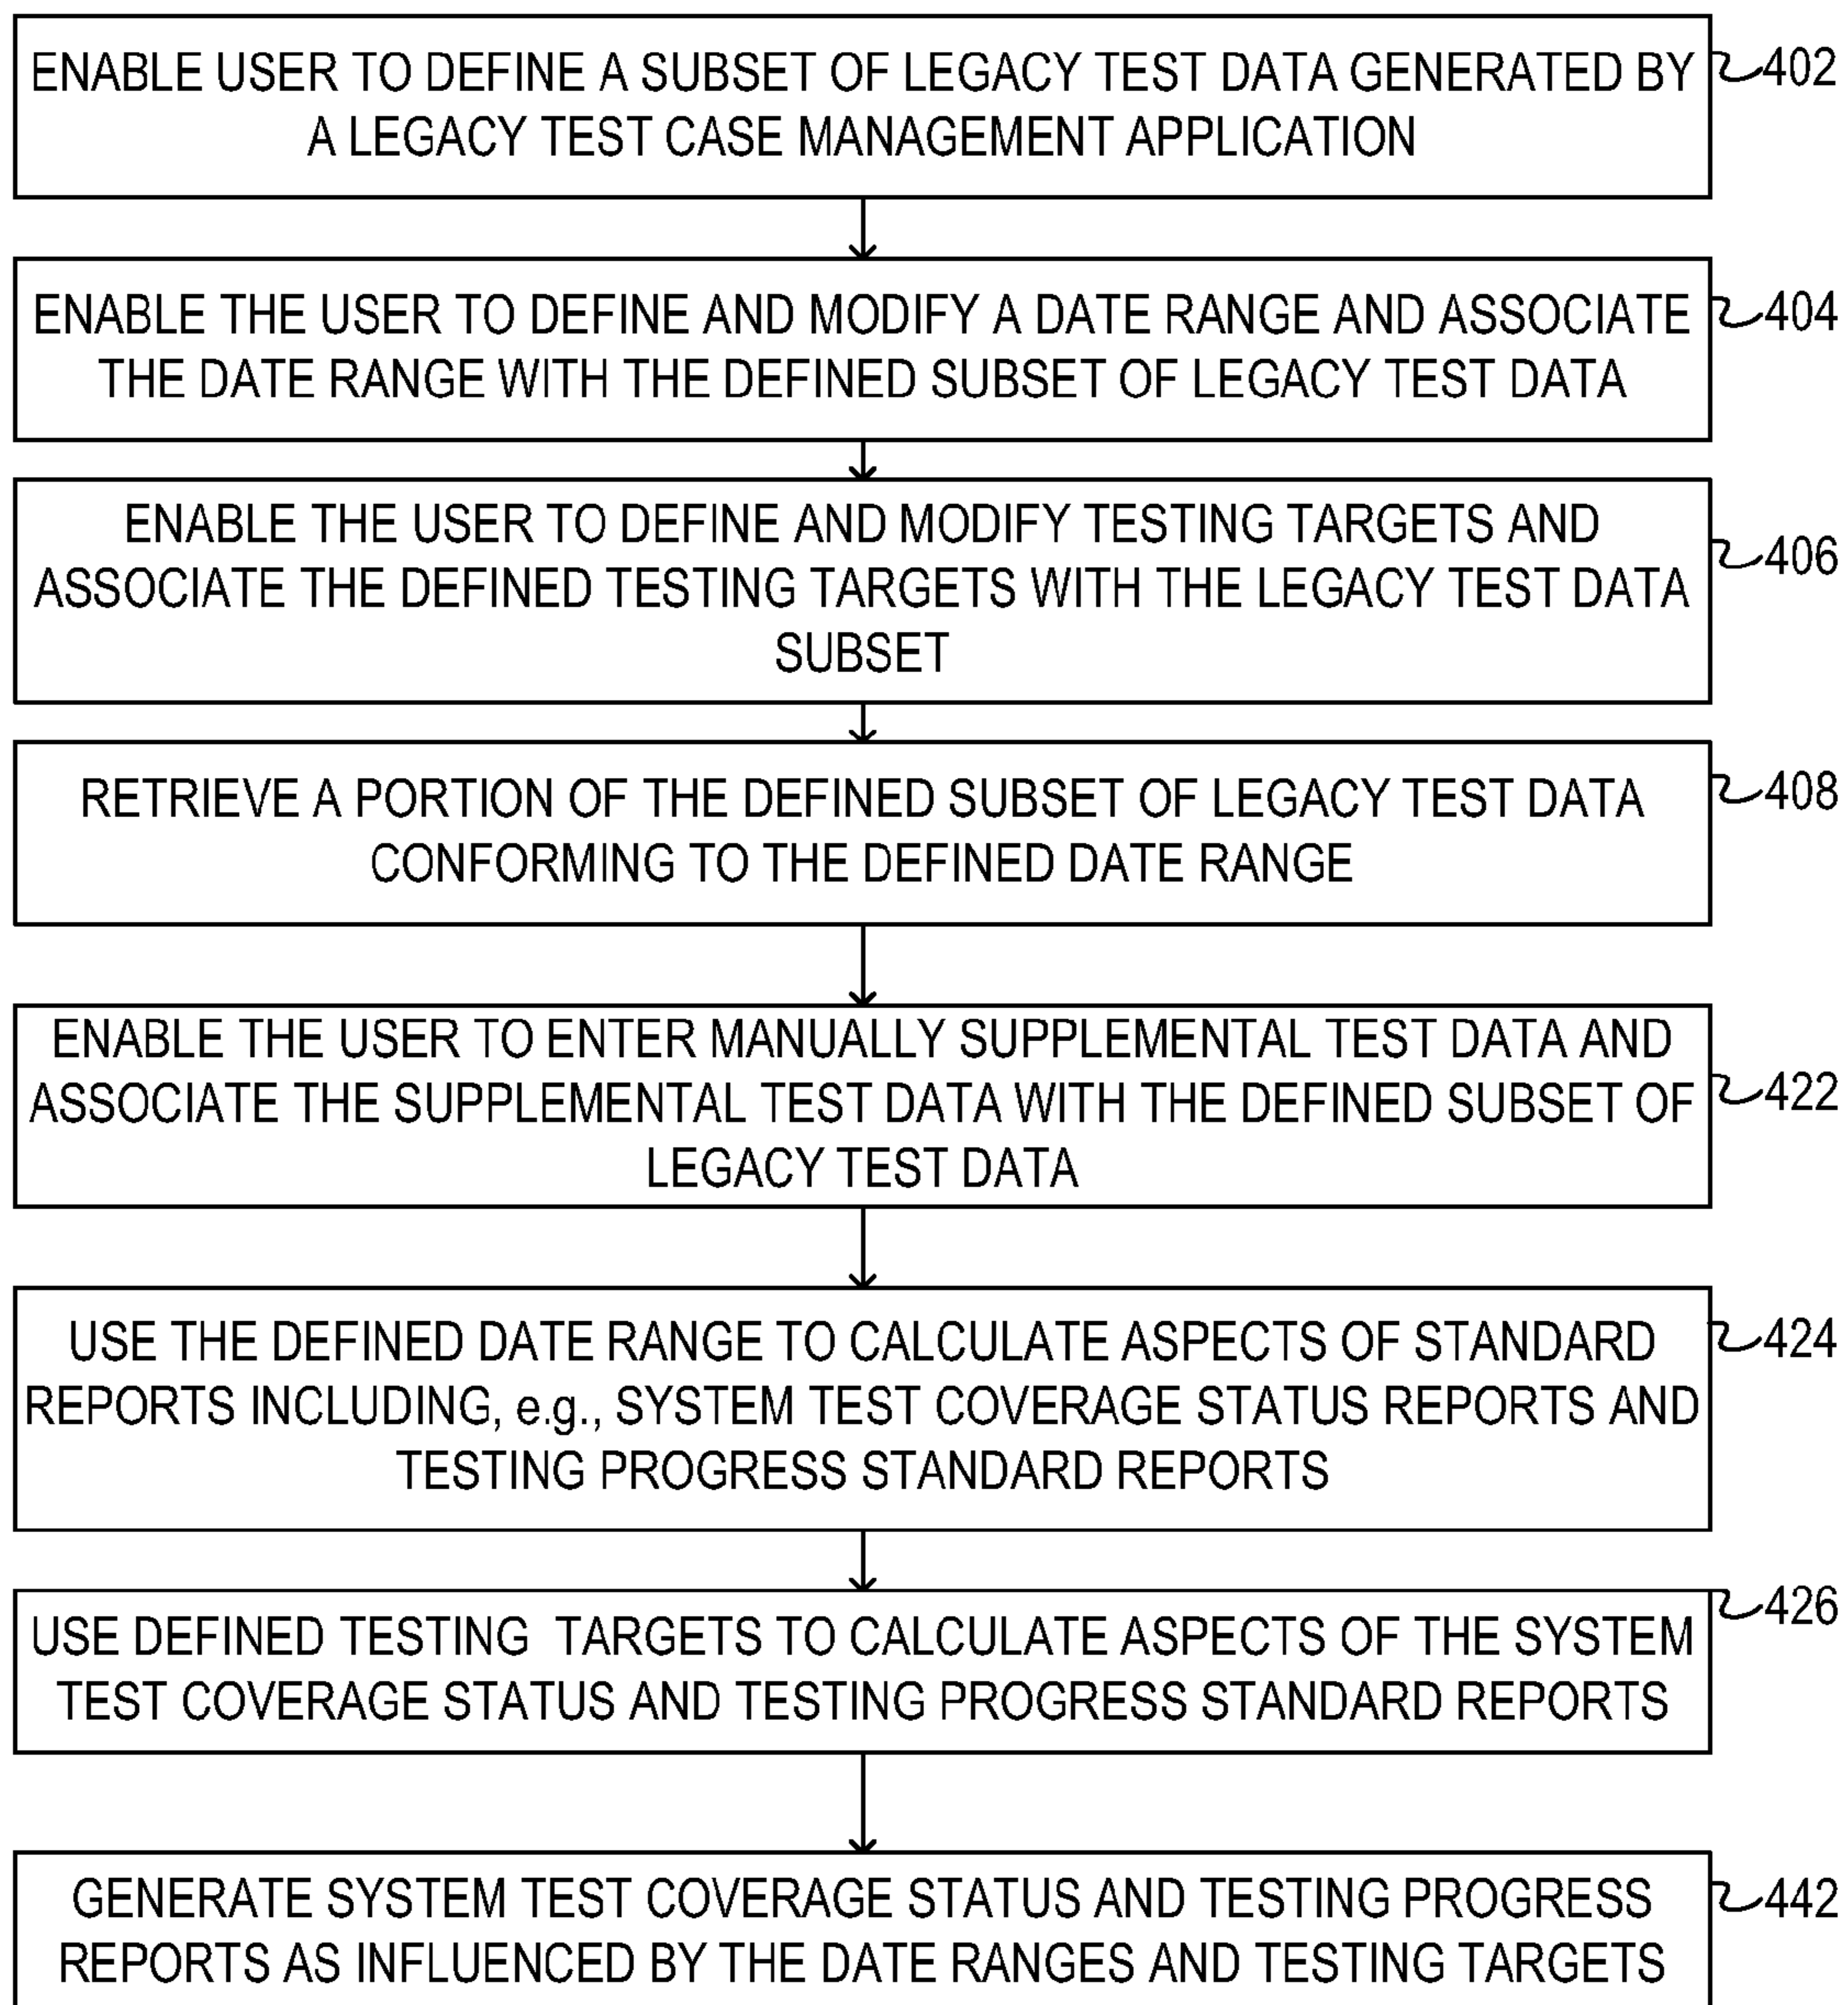 ENABLE USER TO DEFINE A SUBSET OF LEGACY TEST DATA GENERATED BY
A LEGACY TEST CASE MANAGEMENT APPLICATION
402
ENABLE THE USER TO DEFINE AND MODIFY A DATE RANGE AND ASSOCIATE
THE DATE RANGE WITH THE DEFINED SUBSET OF LEGACY TEST DATA
404
ENABLE THE USER TO DEFINE AND MODIFY TESTING TARGETS AND
ASSOCIATE THE DEFINED TESTING TARGETS WITH THE LEGACY TEST DATA
SUBSET
406
RETRIEVE A PORTION OF THE DEFINED SUBSET OF LEGACY TEST DATA
CONFORMING TO THE DEFINED DATE RANGE
408
ENABLE THE USER TO ENTER MANUALLY SUPPLEMENTAL TEST DATA AND
ASSOCIATE THE SUPPLEMENTAL TEST DATA WITH THE DEFINED SUBSET OF
LEGACY TEST DATA
422
USE THE DEFINED DATE RANGE TO CALCULATE ASPECTS OF STANDARD
REPORTS INCLUDING, e.g., SYSTEM TEST COVERAGE STATUS REPORTS AND
TESTING PROGRESS STANDARD REPORTS
424
USE DEFINED TESTING TARGETS TO CALCULATE ASPECTS OF THE SYSTEM
TEST COVERAGE STATUS AND TESTING PROGRESS STANDARD REPORTS
426
GENERATE SYSTEM TEST COVERAGE STATUS AND TESTING PROGRESS
REPORTS AS INFLUENCED BY THE DATE RANGES AND TESTING TARGETS
442